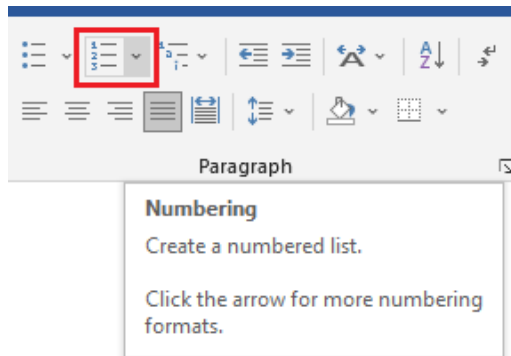 Paragraph
Numbering
Create a numbered list.
Click the arrow for more numbering
formats.